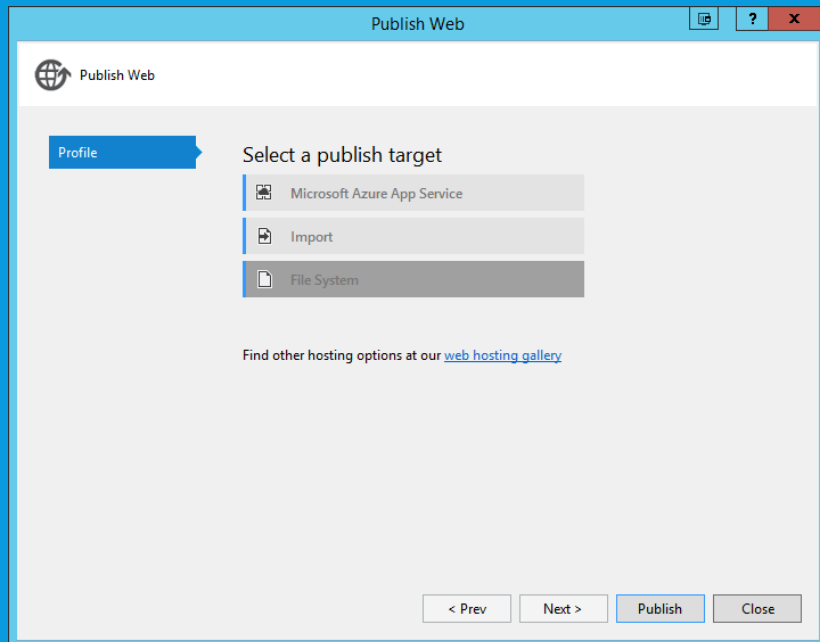 Publish Web
?
X
Publish Web
Profile
Select a publish target
Microsoft Azure App Service
Import
File System
Find other hosting options at our web hosting gallery
< Prev
Next >
Publish
Close